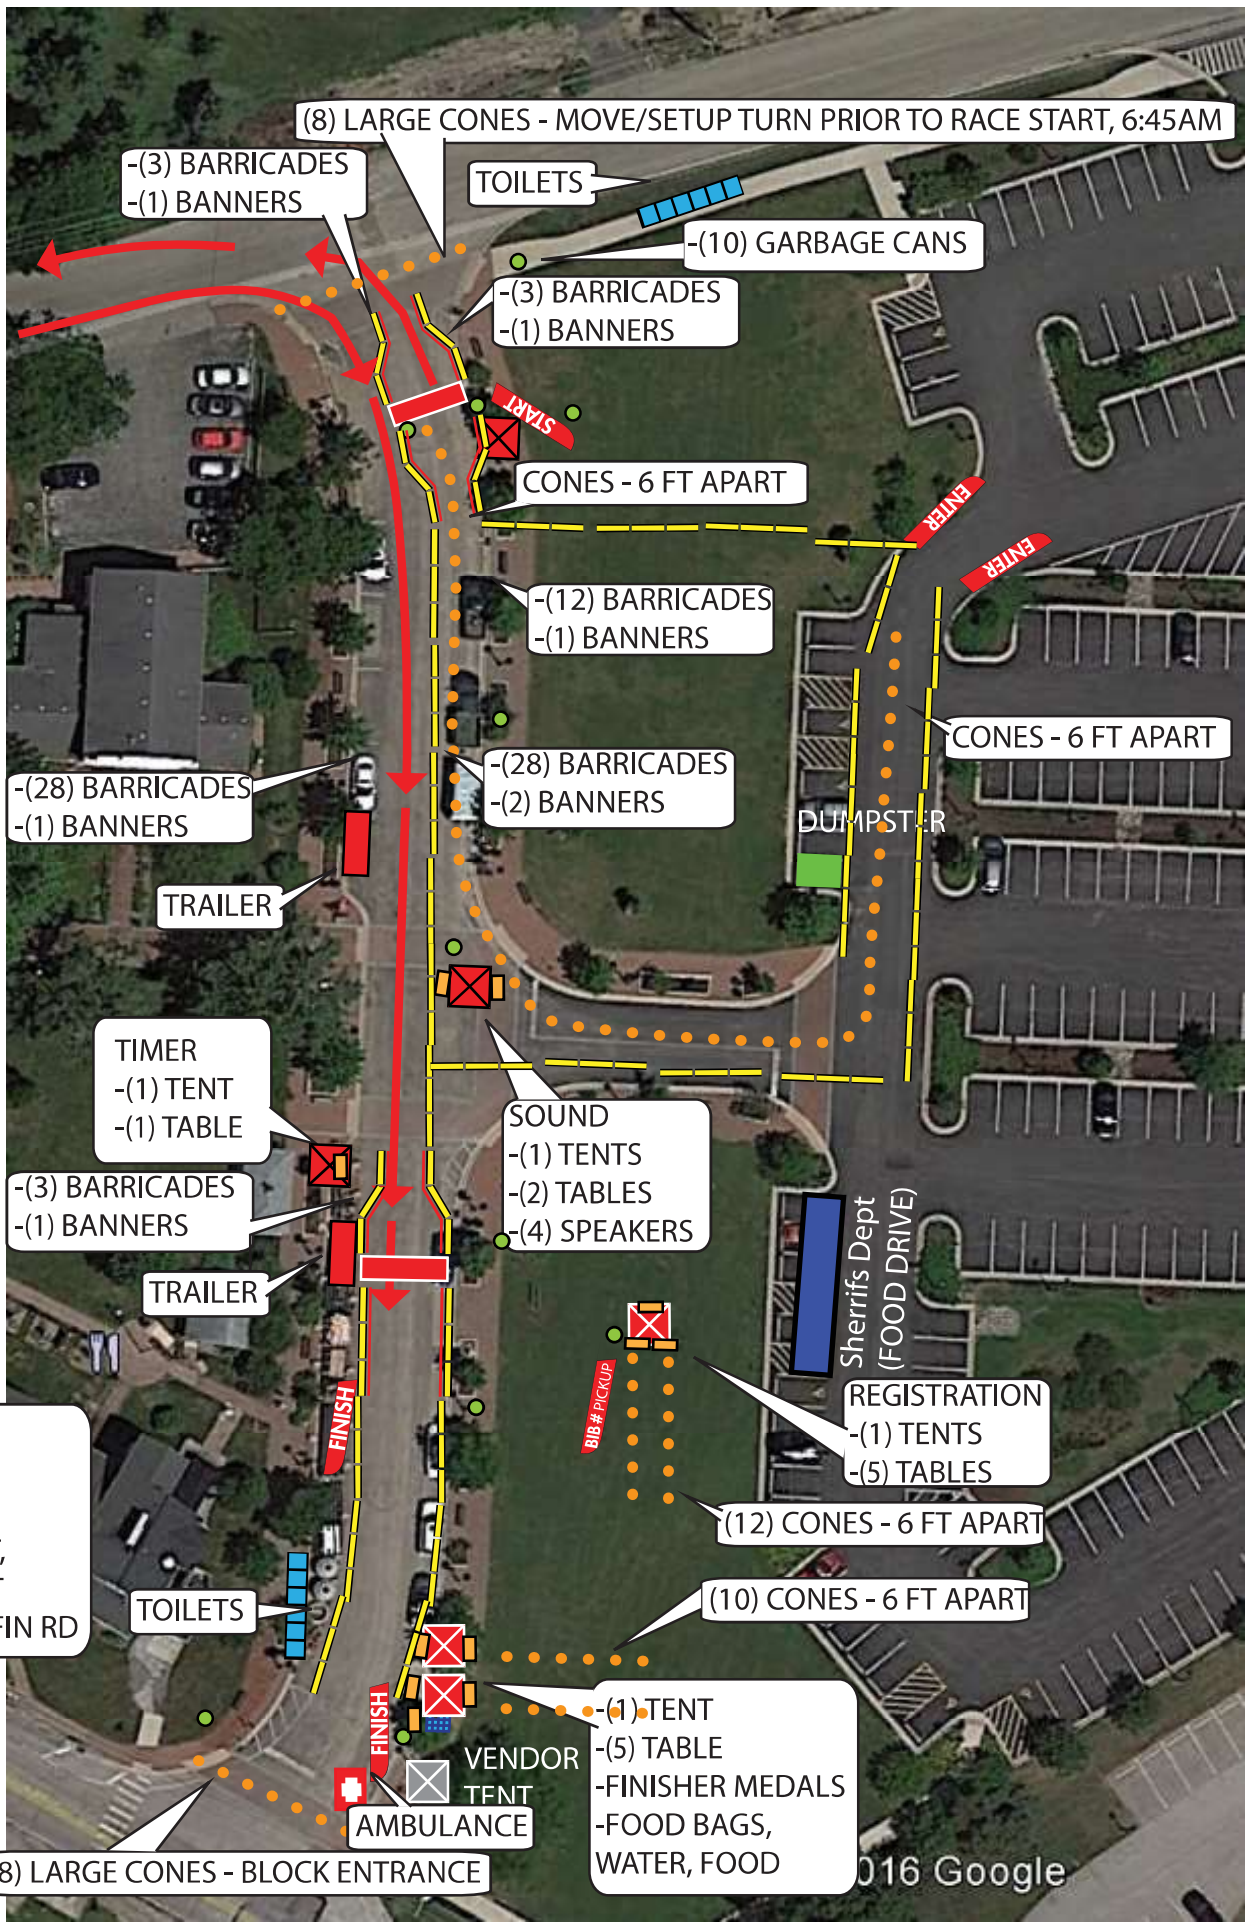 (8) LARGE CONES - MOVE/SETUP TURN PRIOR TO RACE START, 6:45AM
-(3) BARRICADES
-(1) BANNERS
TOILETS
-(10) GARBAGE CANS
-(3) BARRICADES
-(1) BANNERS
START
CONES - 6 FT APART
ENTER
ENTER
-(12) BARRICADES
-(1) BANNERS
CONES - 6 FT APART
-(28) BARRICADES
-(1) BANNERS
-(28) BARRICADES
-(2) BANNERS
DUMPSTER
TRAILER
TIMER
-(1) TENT
-(1) TABLE
SOUND
-(1) TENTS
-(2) TABLES
-(4) SPEAKERS
-(3) BARRICADES
-(1) BANNERS
TRAILER
Sherrifs Dept
(FOOD DRIVE)
BIB # PICKUP
FINISH
REGISTRATION
-(1) TENTS
-(5) TABLES
(12) CONES - 6 FT APART
FIN RD
TOILETS
(10) CONES - 6 FT APART
FINISH
-(1) TENT
-(5) TABLE
-FINISHER MEDALS
-FOOD BAGS,
WATER, FOOD
VENDOR
TENT
AMBULANCE
8) LARGE CONES - BLOCK ENTRANCE
016 Google